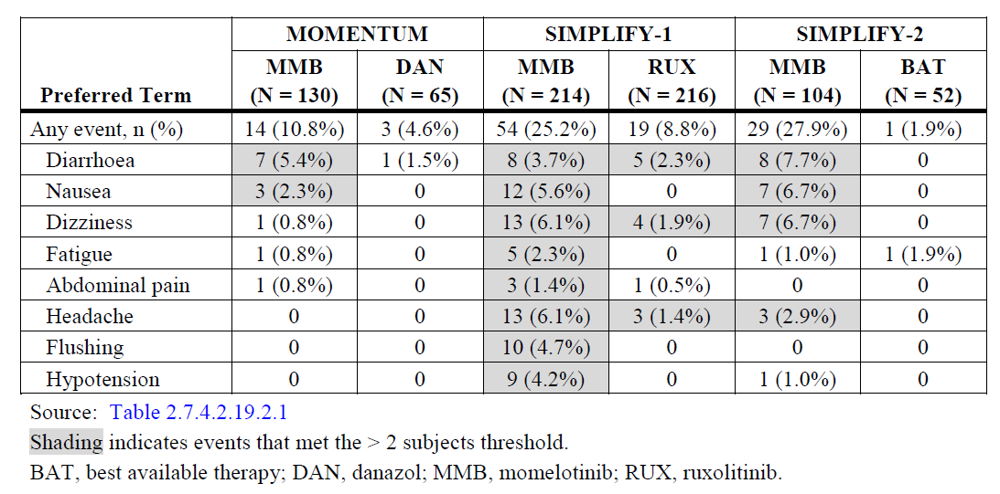 MOMENTUM SIMPLIFY-1 SIMPLIFY-2
Preferred Term MMB (N = 130) DAN (N = 65) MMB (N = 214) RUX (N = 216) MMB (N = 104) BAT (N = 52)
Any event, n (%) 14 (10.8%) 3 (4.6%) 54 (25.2%) 19 (8.8%) 29 (27.9%) 1 (1.9%)
Diarrhoea 7 (5.4%) 1 (1.5%) 8 (3.7%) 5 (2.3%) 8 (7.7%) 0
Nausea 3 (2.3%) 0 12 (5.6%) 0 7 (6.7%) 0
Dizziness 1 (0.8%) 0 13 (6.1%) 4 (1.9%) 7 (6.7%) 0
Fatigue 1 (0.8%) 0 5 (2.3%) 0 1 (1.0%) 1 (1.9%)
Abdominal pain 1 (0.8%) 0 3 (1.4%) 1 (0.5%) 0 0
Headache 0 0 13 (6.1%) 3 (1.4%) 3 (2.9%) 0
Flushing 0 0 10 (4.7%) 0 0 0
Hypotension 0 0 9 (4.2%) 0 1 (1.0%) 0
Source: Table 2.7.4.2.19.2.1
Shading indicates events that met the > 2 subjects threshold.
BAT, best available therapy; DAN, danazol; MMB, momelotinib; RUX, ruxolitinib.